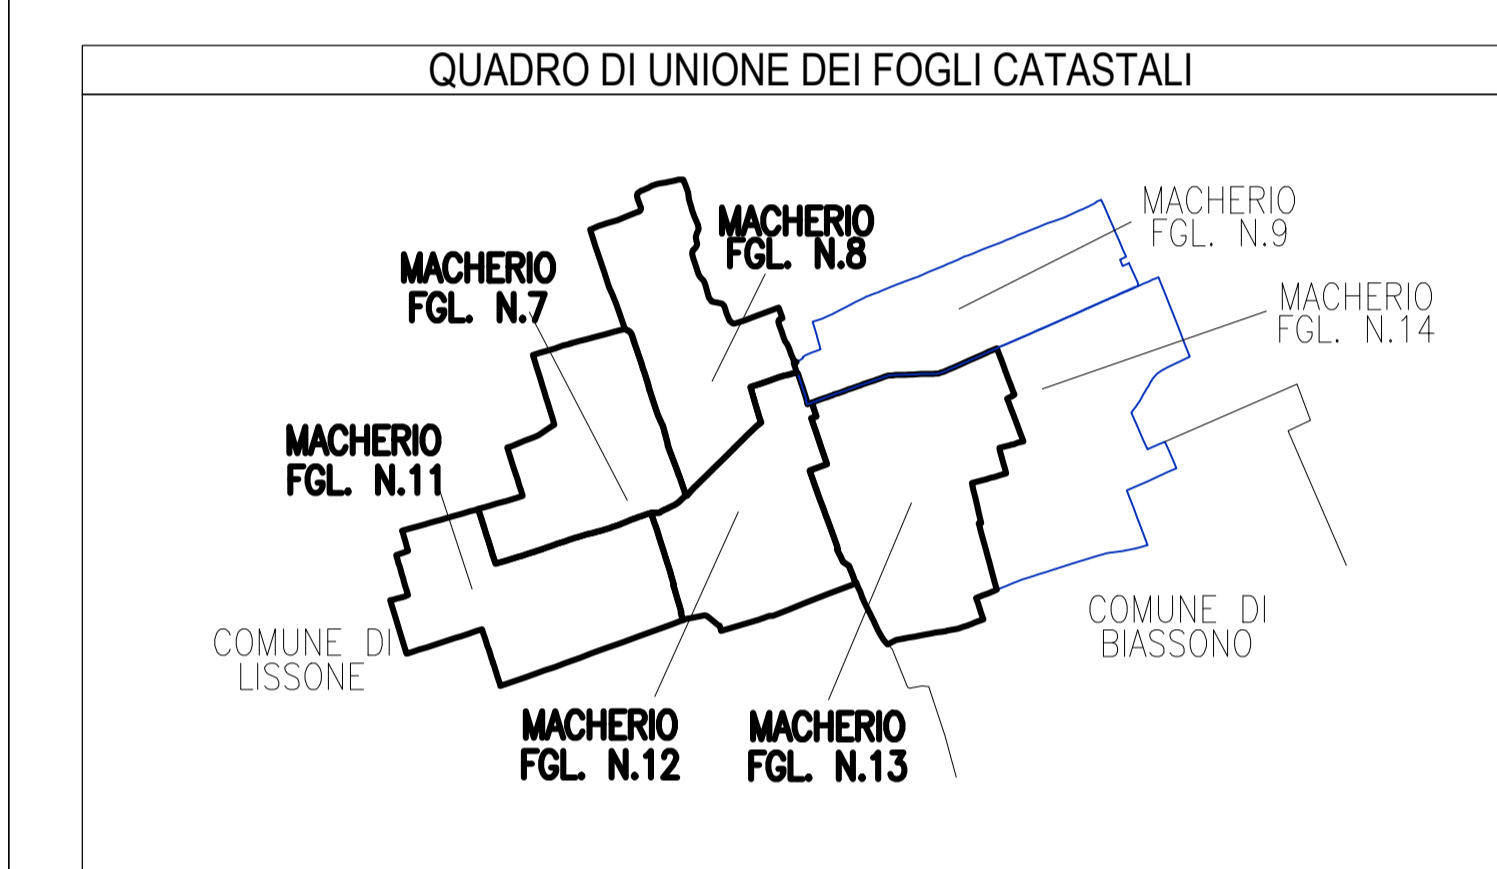 QUADRO DI UNIONE DEI FOGLI CATASTALI
MACHERIO
FGL. N.9
MACHERIO
FGL. N.8
MACHERIO
FGL. N.7
MACHERIO
FGL. N.14
MACHERIO
FGL. N.11
COMUNE DI
BIASSONO
COMUNE DI
LISSONE
MACHERIO
FGL. N.12
MACHERIO
FGL. N.13